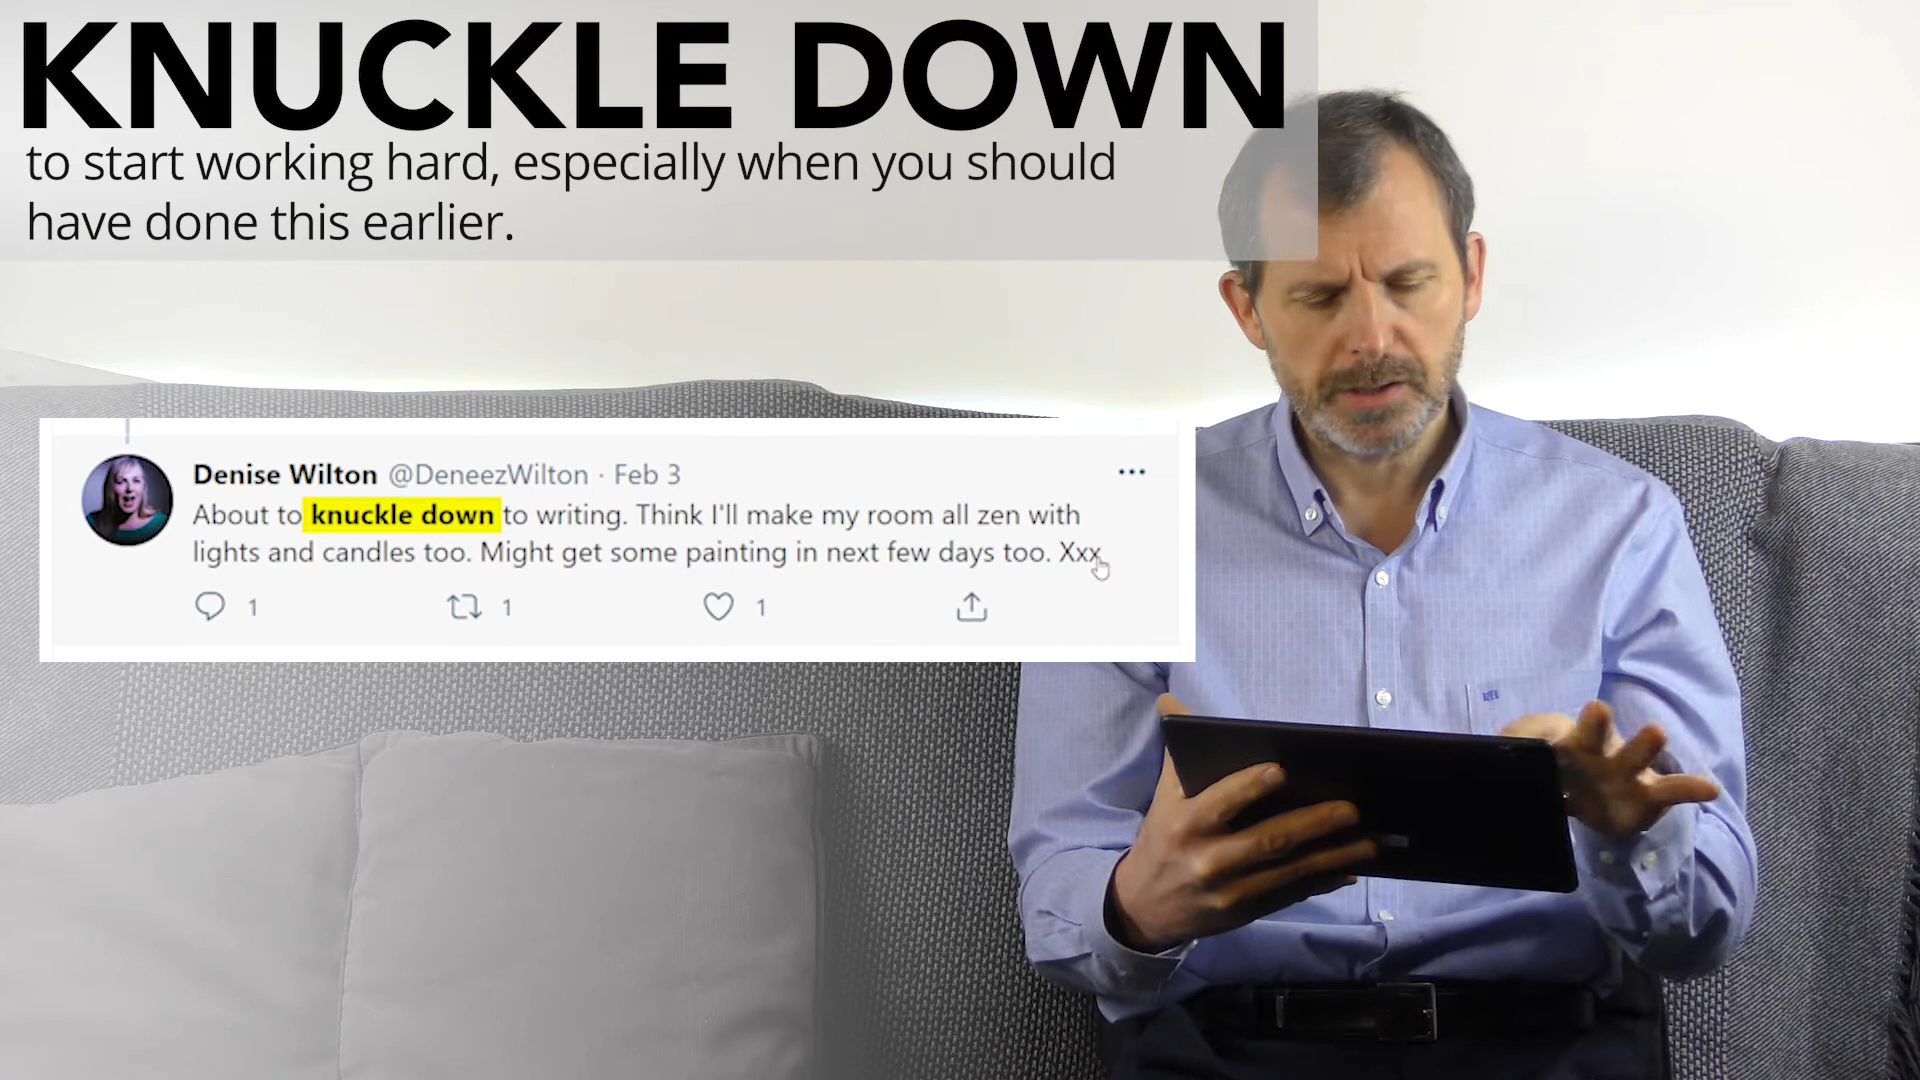 KNUCKLE DOWN
to start working hard, especially when you should
have done this earlier.
Denise Wilton @DeneezWilton · Feb 3
About to knuckle down to writing. Think I'll make my room all zen with
lights and candles too. Might get some painting in next few days too. Xxx
1 1 1